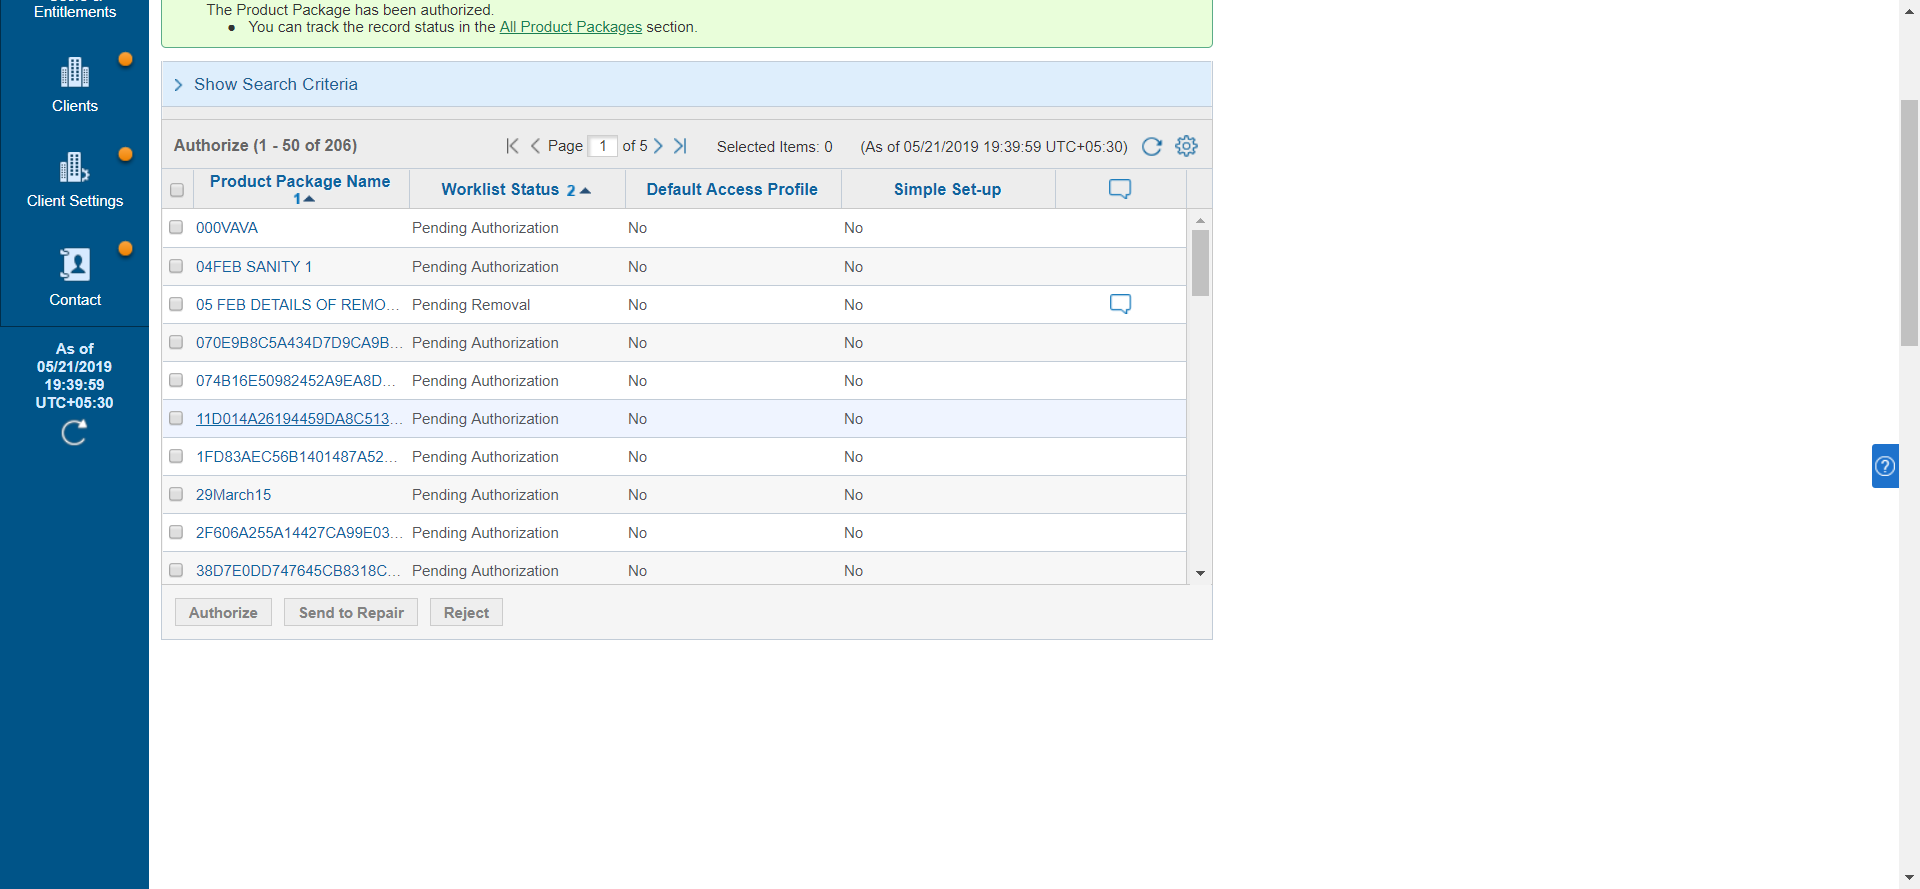 Entitlements
Clients
Client Settings
Contact
As of
05/21/2019
19:39:59
UTC+05:30
The Product Package has been authorized.
● You can track the record status in the All Product Packages section.
Show Search Criteria
Authorize (1 - 50 of 206) Page 1 of 5 Selected Items: 0 (As of 05/21/2019 19:39:59 UTC+05:30)
Product Package Name 1 Worklist Status 2 Default Access Profile Simple Set-up
000VAVA Pending Authorization No No
04FEB SANITY 1 Pending Authorization No No
05 FEB DETAILS OF REMO... Pending Removal No No
070E9B8C5A434D7D9CA9B... Pending Authorization No No
074B16E50982452A9EA8D... Pending Authorization No No
11D014A26194459DA8C513... Pending Authorization No No
1FD83AEC56B1401487A52... Pending Authorization No No
29March15 Pending Authorization No No
2F606A255A14427CA99E03... Pending Authorization No No
38D7E0DD747645CB8318C... Pending Authorization No No
Authorize Send to Repair Reject
?